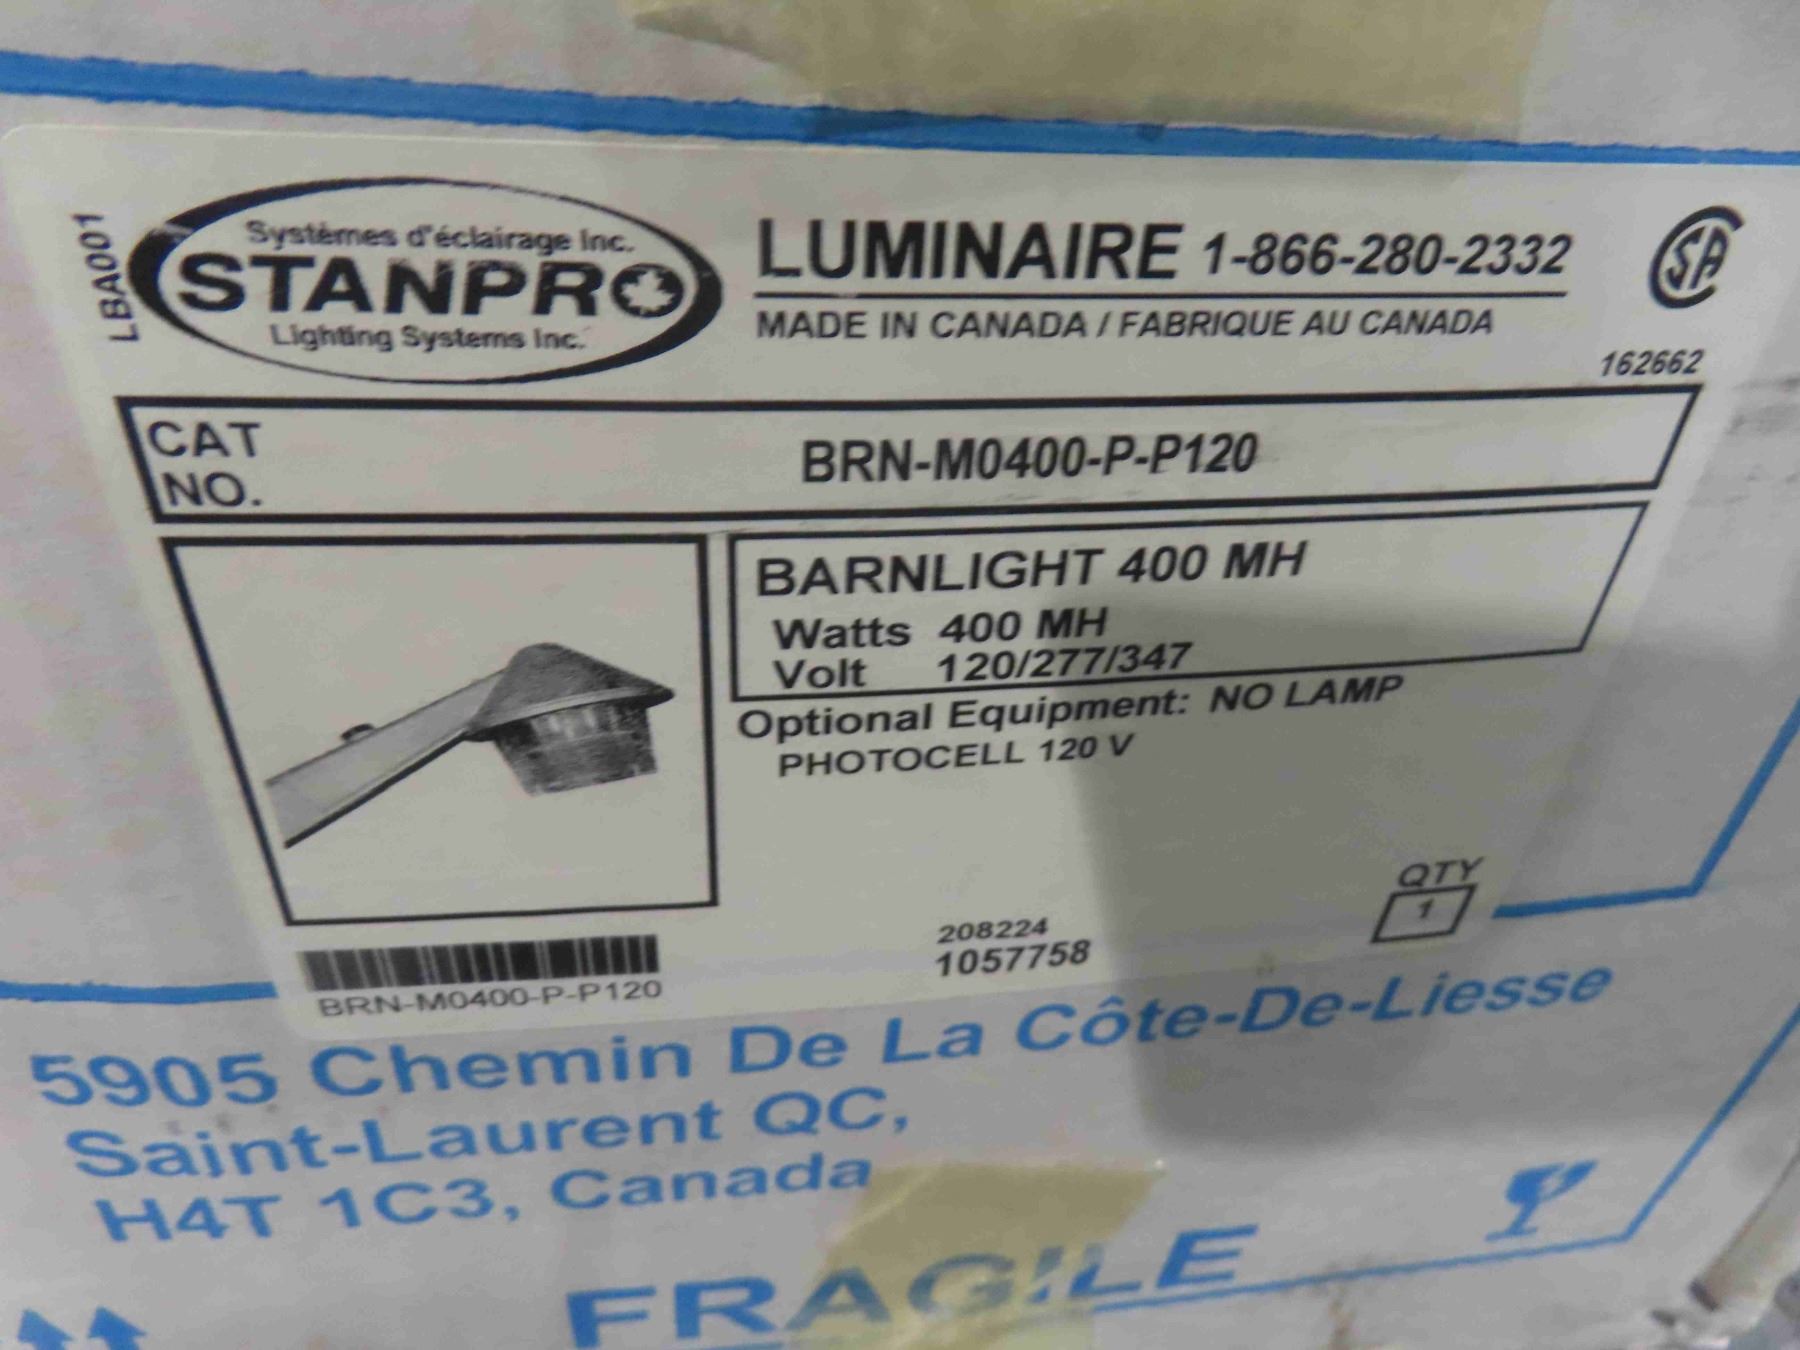 LBA001
Systèmes d'éclairage Inc.
STANPRO
Lighting Systems Inc.
LUMINAIRE 1-866-280-2332
MADE IN CANADA / FABRIQUE AU CANADA
CSA
162662
CAT
NO.
BRN-M0400-P-P120
BARNLIGHT 400 MH
Watts 400 MH
Volt 120/277/347
Optional Equipment: NO LAMP
PHOTOCELL 120 V
QTY
1
208224
1057758
BRN-M0400-P-P120
5905 Chemin De La Côte-De-Liesse
Saint-Laurent QC,
H4T 1C3, Canada
FRAGILE